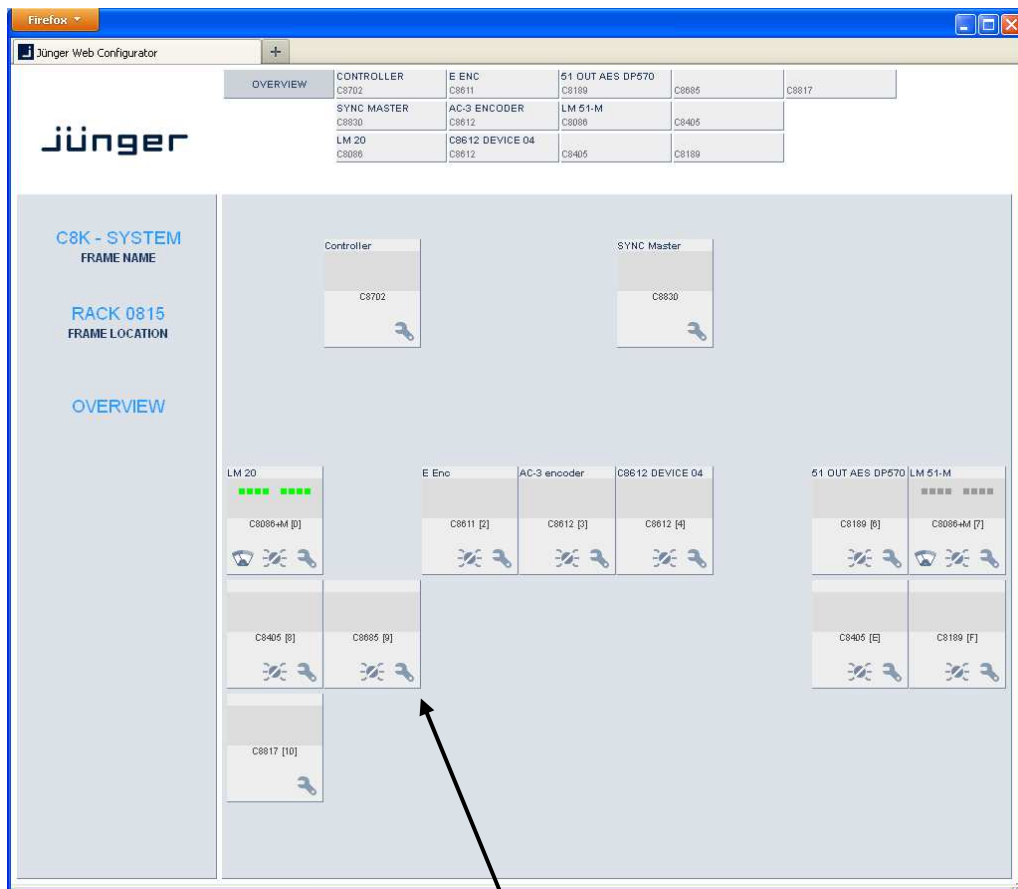 Firefox
Jünger Web Configurator
+
OVERVIEW
CONTROLLER
C8702
E ENC
C8611
51 OUT AES DP570
C8189
C8685
C8817
SYNC MASTER
C8830
AC-3 ENCODER
C8612
LM 51-M
C8086
C8405
LM 20
C8086
C8612 DEVICE 04
C8612
C8405
C8189
jünger
C8K - SYSTEM
FRAME NAME
RACK 0815
FRAME LOCATION
OVERVIEW
Controller
C8702
SYNC Master
C8830
LM 20
C8086+M [0]
E Enc
C8611 [2]
AC-3 encoder
C8612 [3]
C8612 DEVICE 04
C8612 [4]
51 OUT AES DP570
C8189 [6]
LM 51-M
C8086+M [7]
C8405 [8]
C8685 [9]
C8405 [E]
C8189 [F]
C8817 [10]